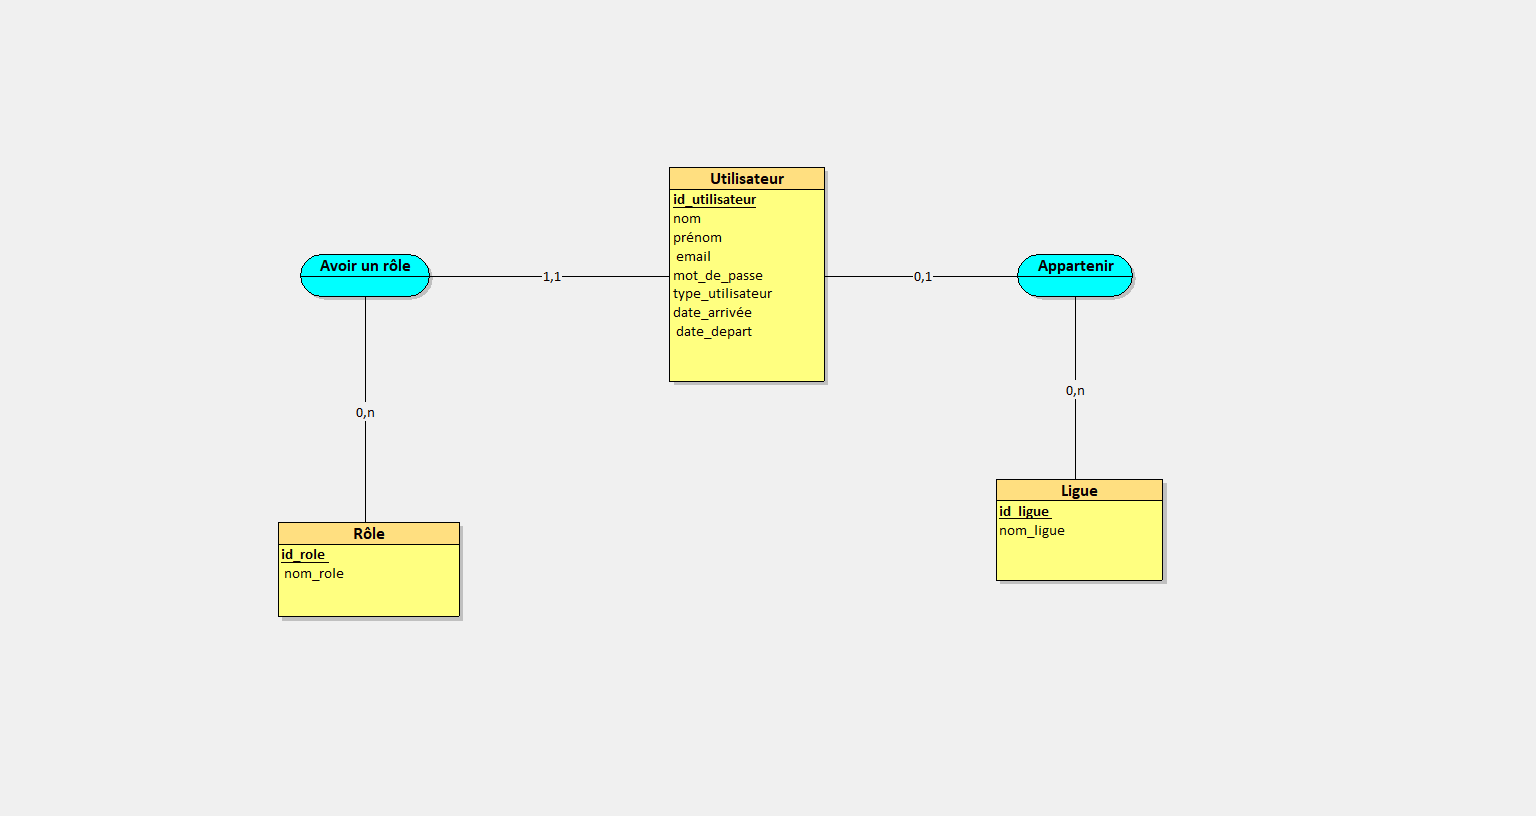 Utilisateur
id_utilisateur
nom
prénom
email
mot_de_passe
type_utilisateur
date_arrivée
date_depart
Avoir un rôle
1,1
0,1
Appartenir
0,n
0,n
Rôle
id_role
nom_role
Ligue
id_ligue
nom_ligue